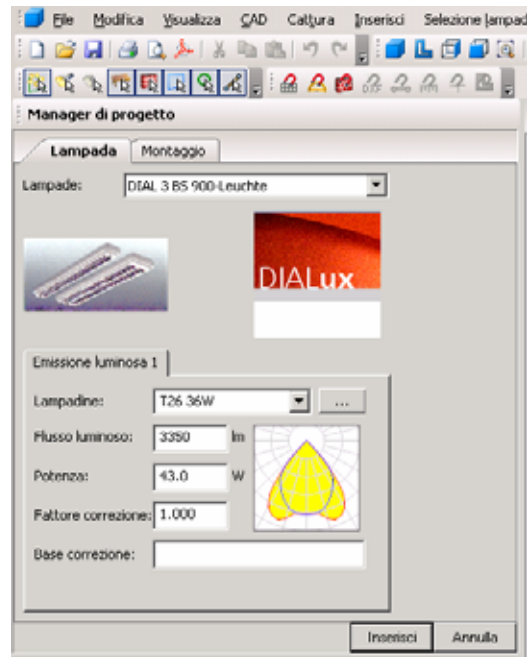 File Modifica Visualizza CAD Cattura Inserisci Selezione lampad
Manager di progetto
Lampada Montaggio
Lampade: DIAL 3 BS 900-Leuchte
DIALux
Emissione luminosa 1
Lampadine: T26 36W ...
Flusso luminoso: 3350 lm
Potenza: 43.0 W
Fattore correzione: 1.000
Base correzione:
Inserisci Annulla